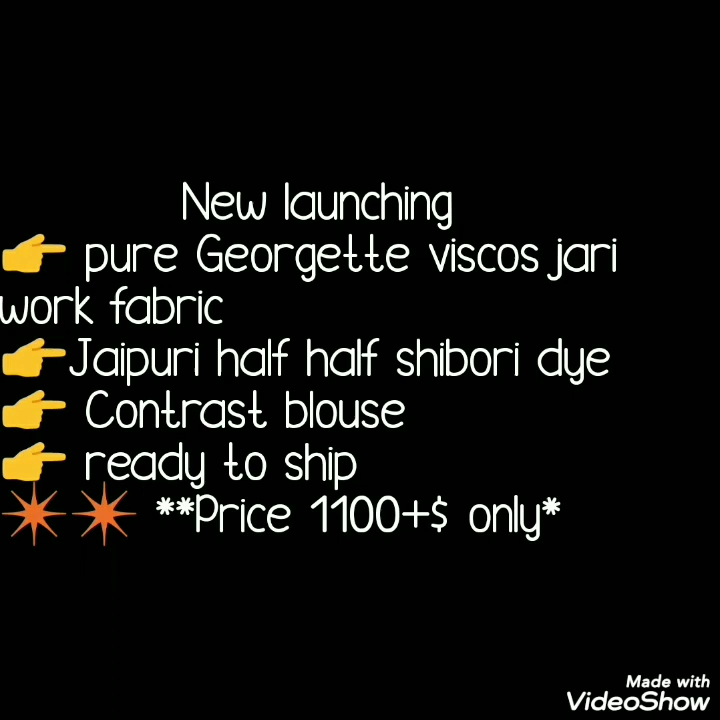 New launching
👉 pure Georgette viscos jari
work fabric
👉Jaipuri half half shibori dye
👉 Contrast blouse
👉 ready to ship
✴✴ **Price 1100+$ only*
Made with
VideoShow